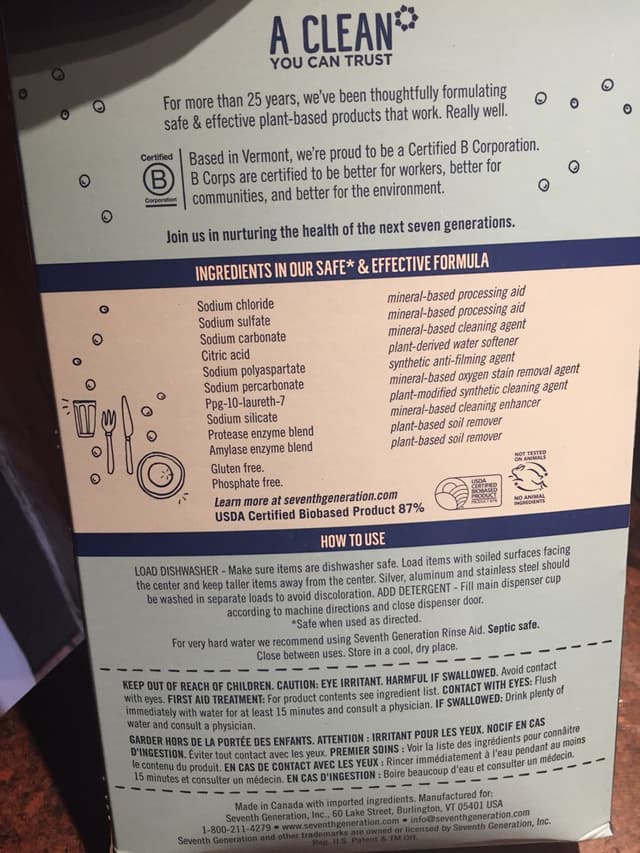 A CLEAN
YOU CAN TRUST
For more than 25 years, we've been thoughtfully formulating
safe & effective plant-based products that work. Really well.
Certified
B
Corporation
Based in Vermont, we're proud to be a Certified B Corporation.
B Corps are certified to be better for workers, better for
communities, and better for the environment.
Join us in nurturing the health of the next seven generations.
INGREDIENTS IN OUR SAFE* & EFFECTIVE FORMULA
Sodium chloride mineral-based processing aid
Sodium sulfate mineral-based processing aid
Sodium carbonate mineral-based cleaning agent
Citric acid plant-derived water softener
Sodium polyaspartate synthetic anti-filming agent
Sodium percarbonate mineral-based oxygen stain removal agent
Ppg-10-laureth-7 plant-modified synthetic cleaning agent
Sodium silicate mineral-based cleaning enhancer
Protease enzyme blend plant-based soil remover
Amylase enzyme blend plant-based soil remover
Gluten free.
Phosphate free.
Learn more at seventhgeneration.com
USDA Certified Biobased Product 87%
USDA
CERTIFIED
BIOBASED
PRODUCT
PRODUCT 87%
NOT TESTED
ON ANIMALS
NO ANIMAL
INGREDIENTS
HOW TO USE
LOAD DISHWASHER - Make sure items are dishwasher safe. Load items with soiled surfaces facing
the center and keep taller items away from the center. Silver, aluminum and stainless steel should
be washed in separate loads to avoid discoloration. ADD DETERGENT - Fill main dispenser cup
according to machine directions and close dispenser door.
*Safe when used as directed.
For very hard water we recommend using Seventh Generation Rinse Aid. Septic safe.
Close between uses. Store in a cool, dry place.
KEEP OUT OF REACH OF CHILDREN. CAUTION: EYE IRRITANT. HARMFUL IF SWALLOWED. Avoid contact
with eyes. FIRST AID TREATMENT: For product contents see ingredient list. CONTACT WITH EYES: Flush
immediately with water for at least 15 minutes and consult a physician. IF SWALLOWED: Drink plenty of
water and consult a physician.
GARDER HORS DE LA PORTÉE DES ENFANTS. ATTENTION : IRRITANT POUR LES YEUX. NOCIF EN CAS
D'INGESTION. Éviter tout contact avec les yeux. PREMIER SOINS : Voir la liste des ingrédients pour connaître
le contenu du produit. EN CAS DE CONTACT AVEC LES YEUX : Rincer immédiatement à l'eau pendant au moins
15 minutes et consulter un médecin. EN CAS D'INGESTION : Boire beaucoup d'eau et consulter un médecin.
Made in Canada with imported ingredients. Manufactured for:
Seventh Generation, Inc., 60 Lake Street, Burlington, VT 05401 USA
1-800-211-4279 • www.seventhgeneration.com • info@seventhgeneration.com
Seventh Generation and other trademarks are owned or licensed by Seventh Generation, Inc.
Reg. U.S. Patent & TM Off.